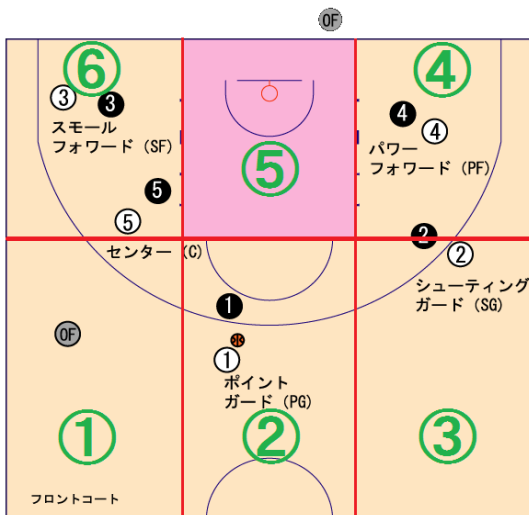 OF
⑥
④
③
❸
スモール
フォワード (SF)
❹
④
パワー
フォワード (PF)
⑤
❺
⑤
センター (C)
❷
②
シューティング
ガード (SG)
❶
OF
①
ポイント
ガード (PG)
①
②
③
フロントコート